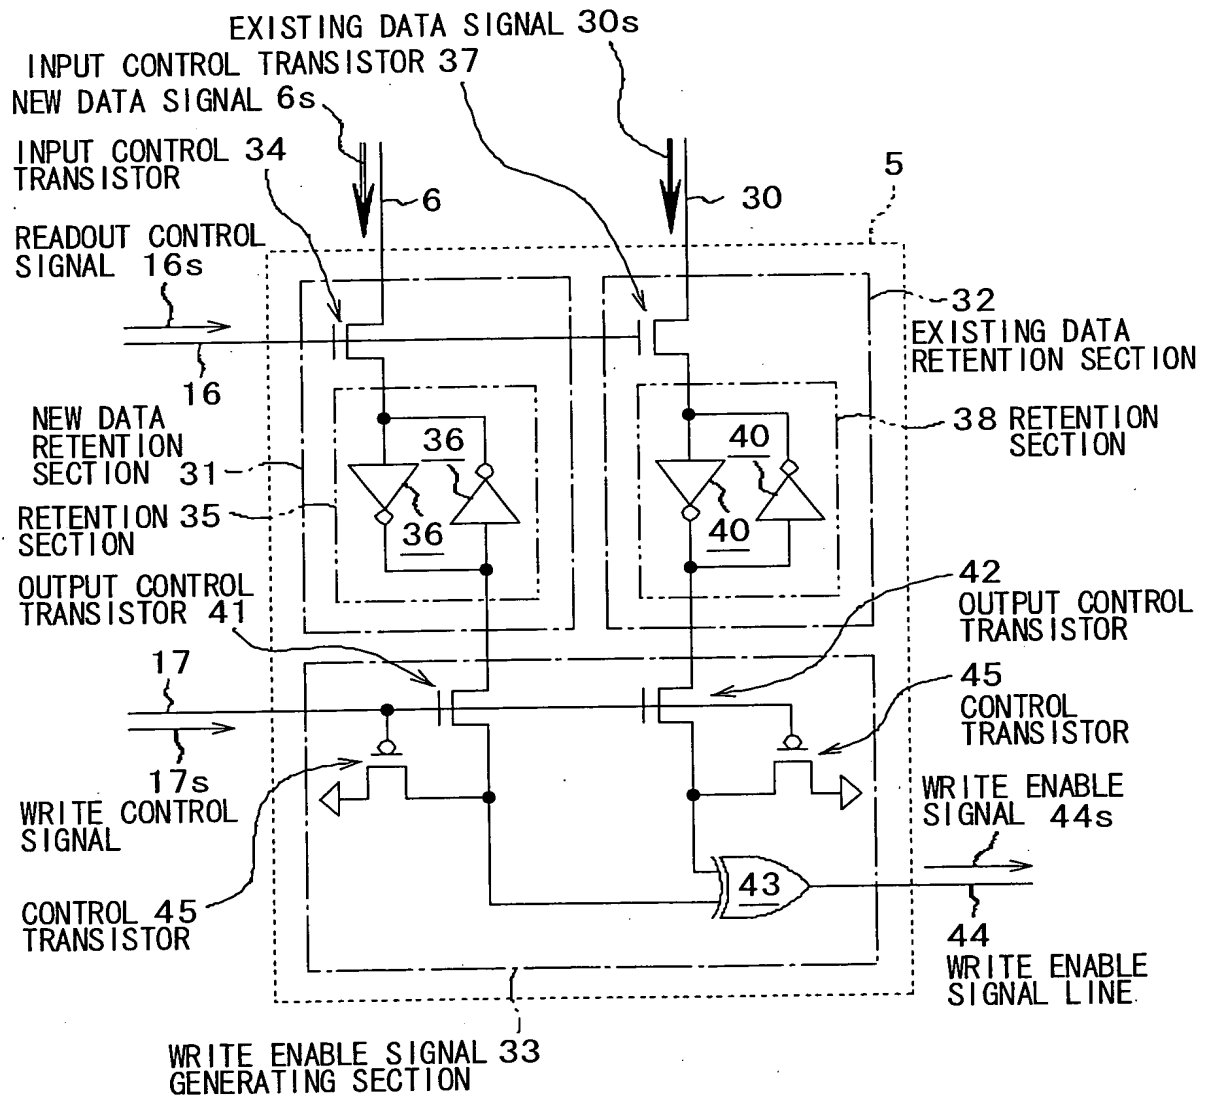 EXISTING DATA SIGNAL 30s
INPUT CONTROL TRANSISTOR 37
NEW DATA SIGNAL 6s
INPUT CONTROL 34
TRANSISTOR
5
6
30
READOUT CONTROL
SIGNAL 16s
32
EXISTING DATA
RETENTION SECTION
16
NEW DATA
RETENTION
SECTION 31
38 RETENTION
SECTION
36
40
36
40
RETENTION 35
SECTION
OUTPUT CONTROL
TRANSISTOR 41
42
OUTPUT CONTROL
TRANSISTOR
17
45
CONTROL
TRANSISTOR
17s
WRITE CONTROL
SIGNAL
WRITE ENABLE
SIGNAL 44s
43
CONTROL 45
TRANSISTOR
44
WRITE ENABLE
SIGNAL LINE
WRITE ENABLE SIGNAL 33
GENERATING SECTION